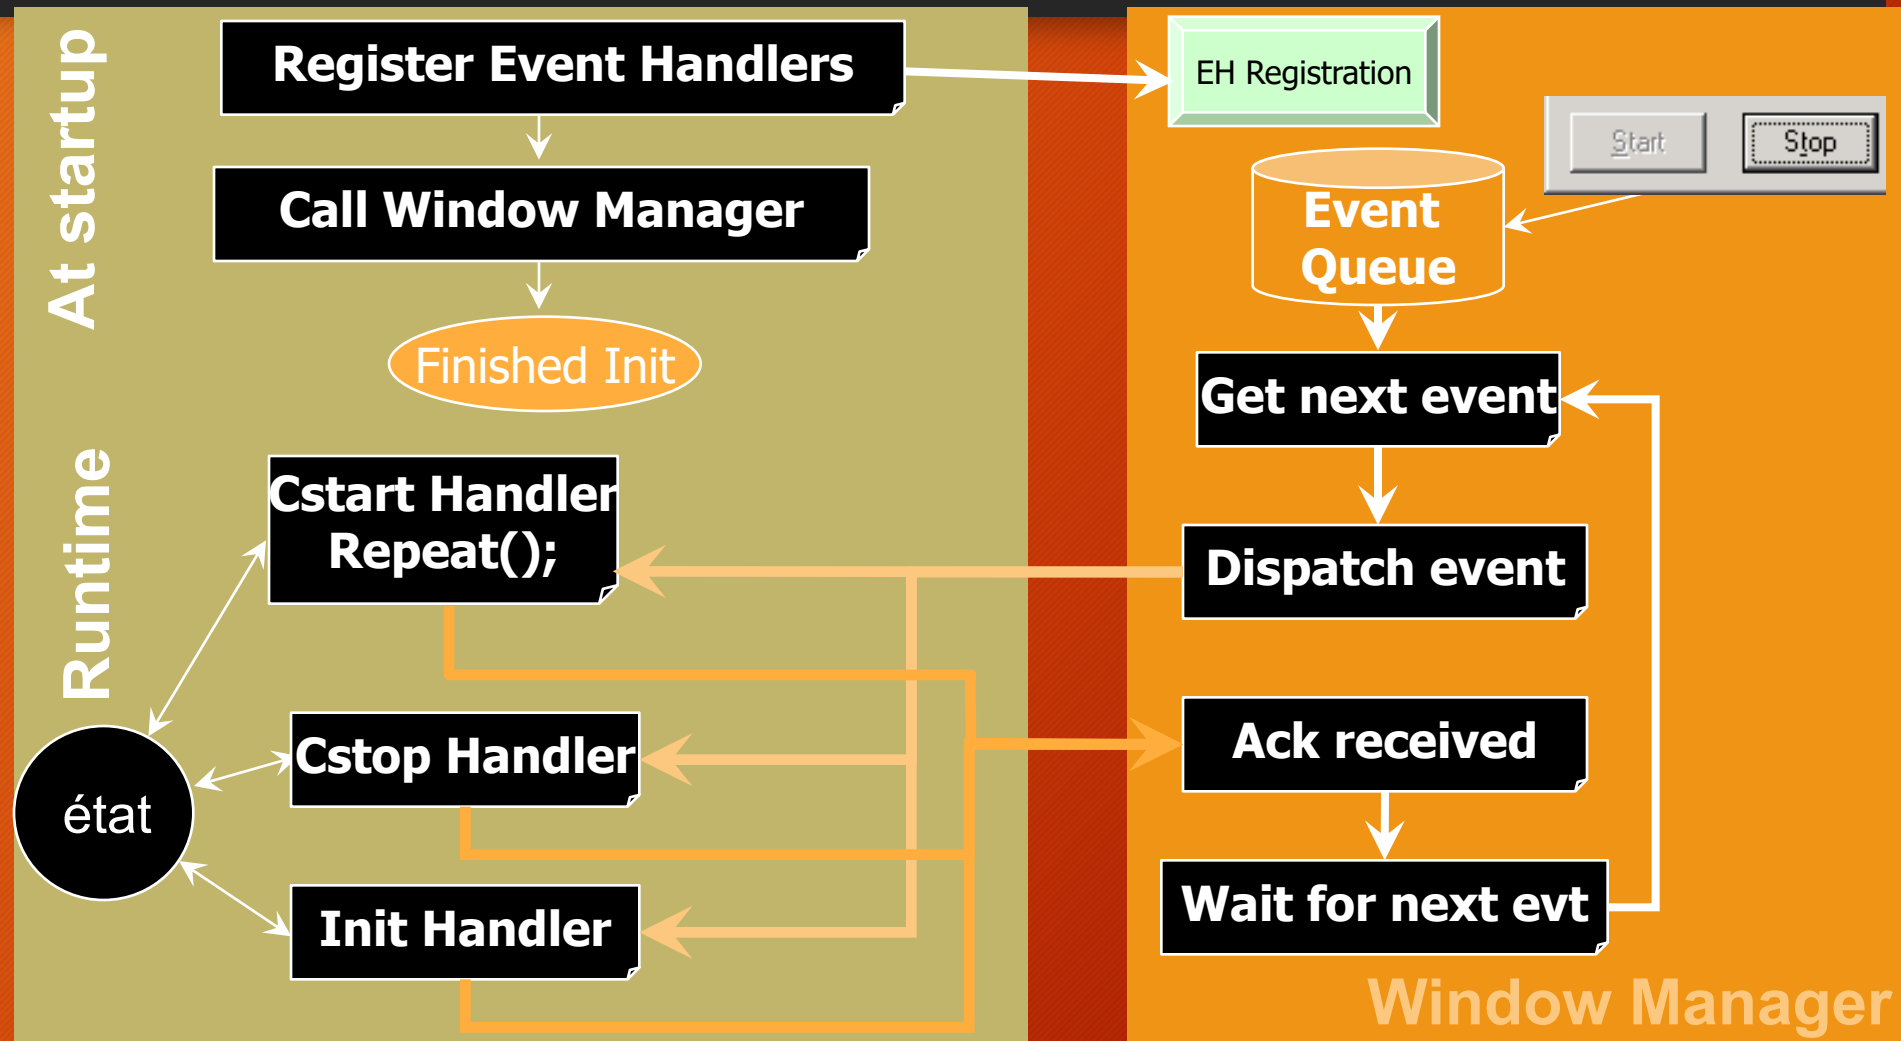 At startup
Register Event Handlers
Call Window Manager
Finished Init
Runtime
Cstart Handler
Repeat();
Cstop Handler
Init Handler
état
EH Registration
Start
Stop
Event
Queue
Get next event
Dispatch event
Ack received
Wait for next evt
Window Manager